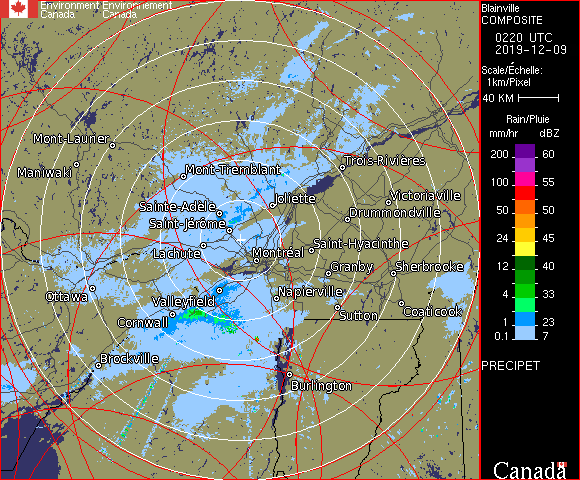 Environment Environnement
Canada Canada
Blainville
COMPOSITE
0220 UTC
2019-12-09
Scale/Échelle:
1km/Pixel
40 KM
Rain/Pluie
mm/hr dBZ
200 60
100 55
50 50
24 45
12 40
4 33
1 23
0.1 7
PRECIPET
Canada
Mont-Laurier
Maniwaki
Mont-Tremblant
Trois-Rivières
Sainte-Adèle
Joliette
Victoriaville
Drummondville
Saint-Jérôme
Lachute
Montréal
Saint-Hyacinthe
Granby
Sherbrooke
Ottawa
Valleyfield
Napierville
Cornwall
Sutton
Coaticook
Brockville
Burlington